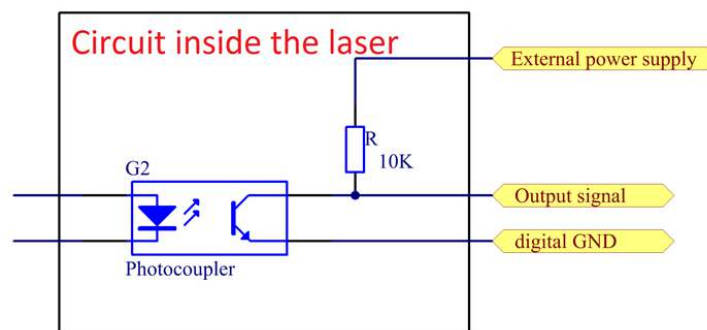 Circuit inside the laser
External power supply
R
10K
G2
Output signal
digital GND
Photocoupler